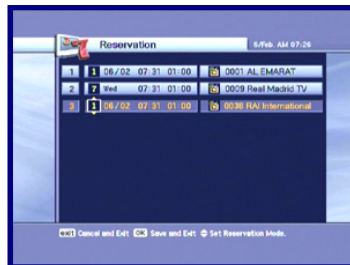 Reservation 5/Feb. AM 07:26
1 1 06/02 07:31 01:00 0001 AL EMARAT
2 7 Wed 07:31 01:00 0009 Real Madrid TV
3 1 06/02 07:31 01:00 0036 RAI International
exit Cancel and Exit OK Save and Exit Set Reservation Mode.